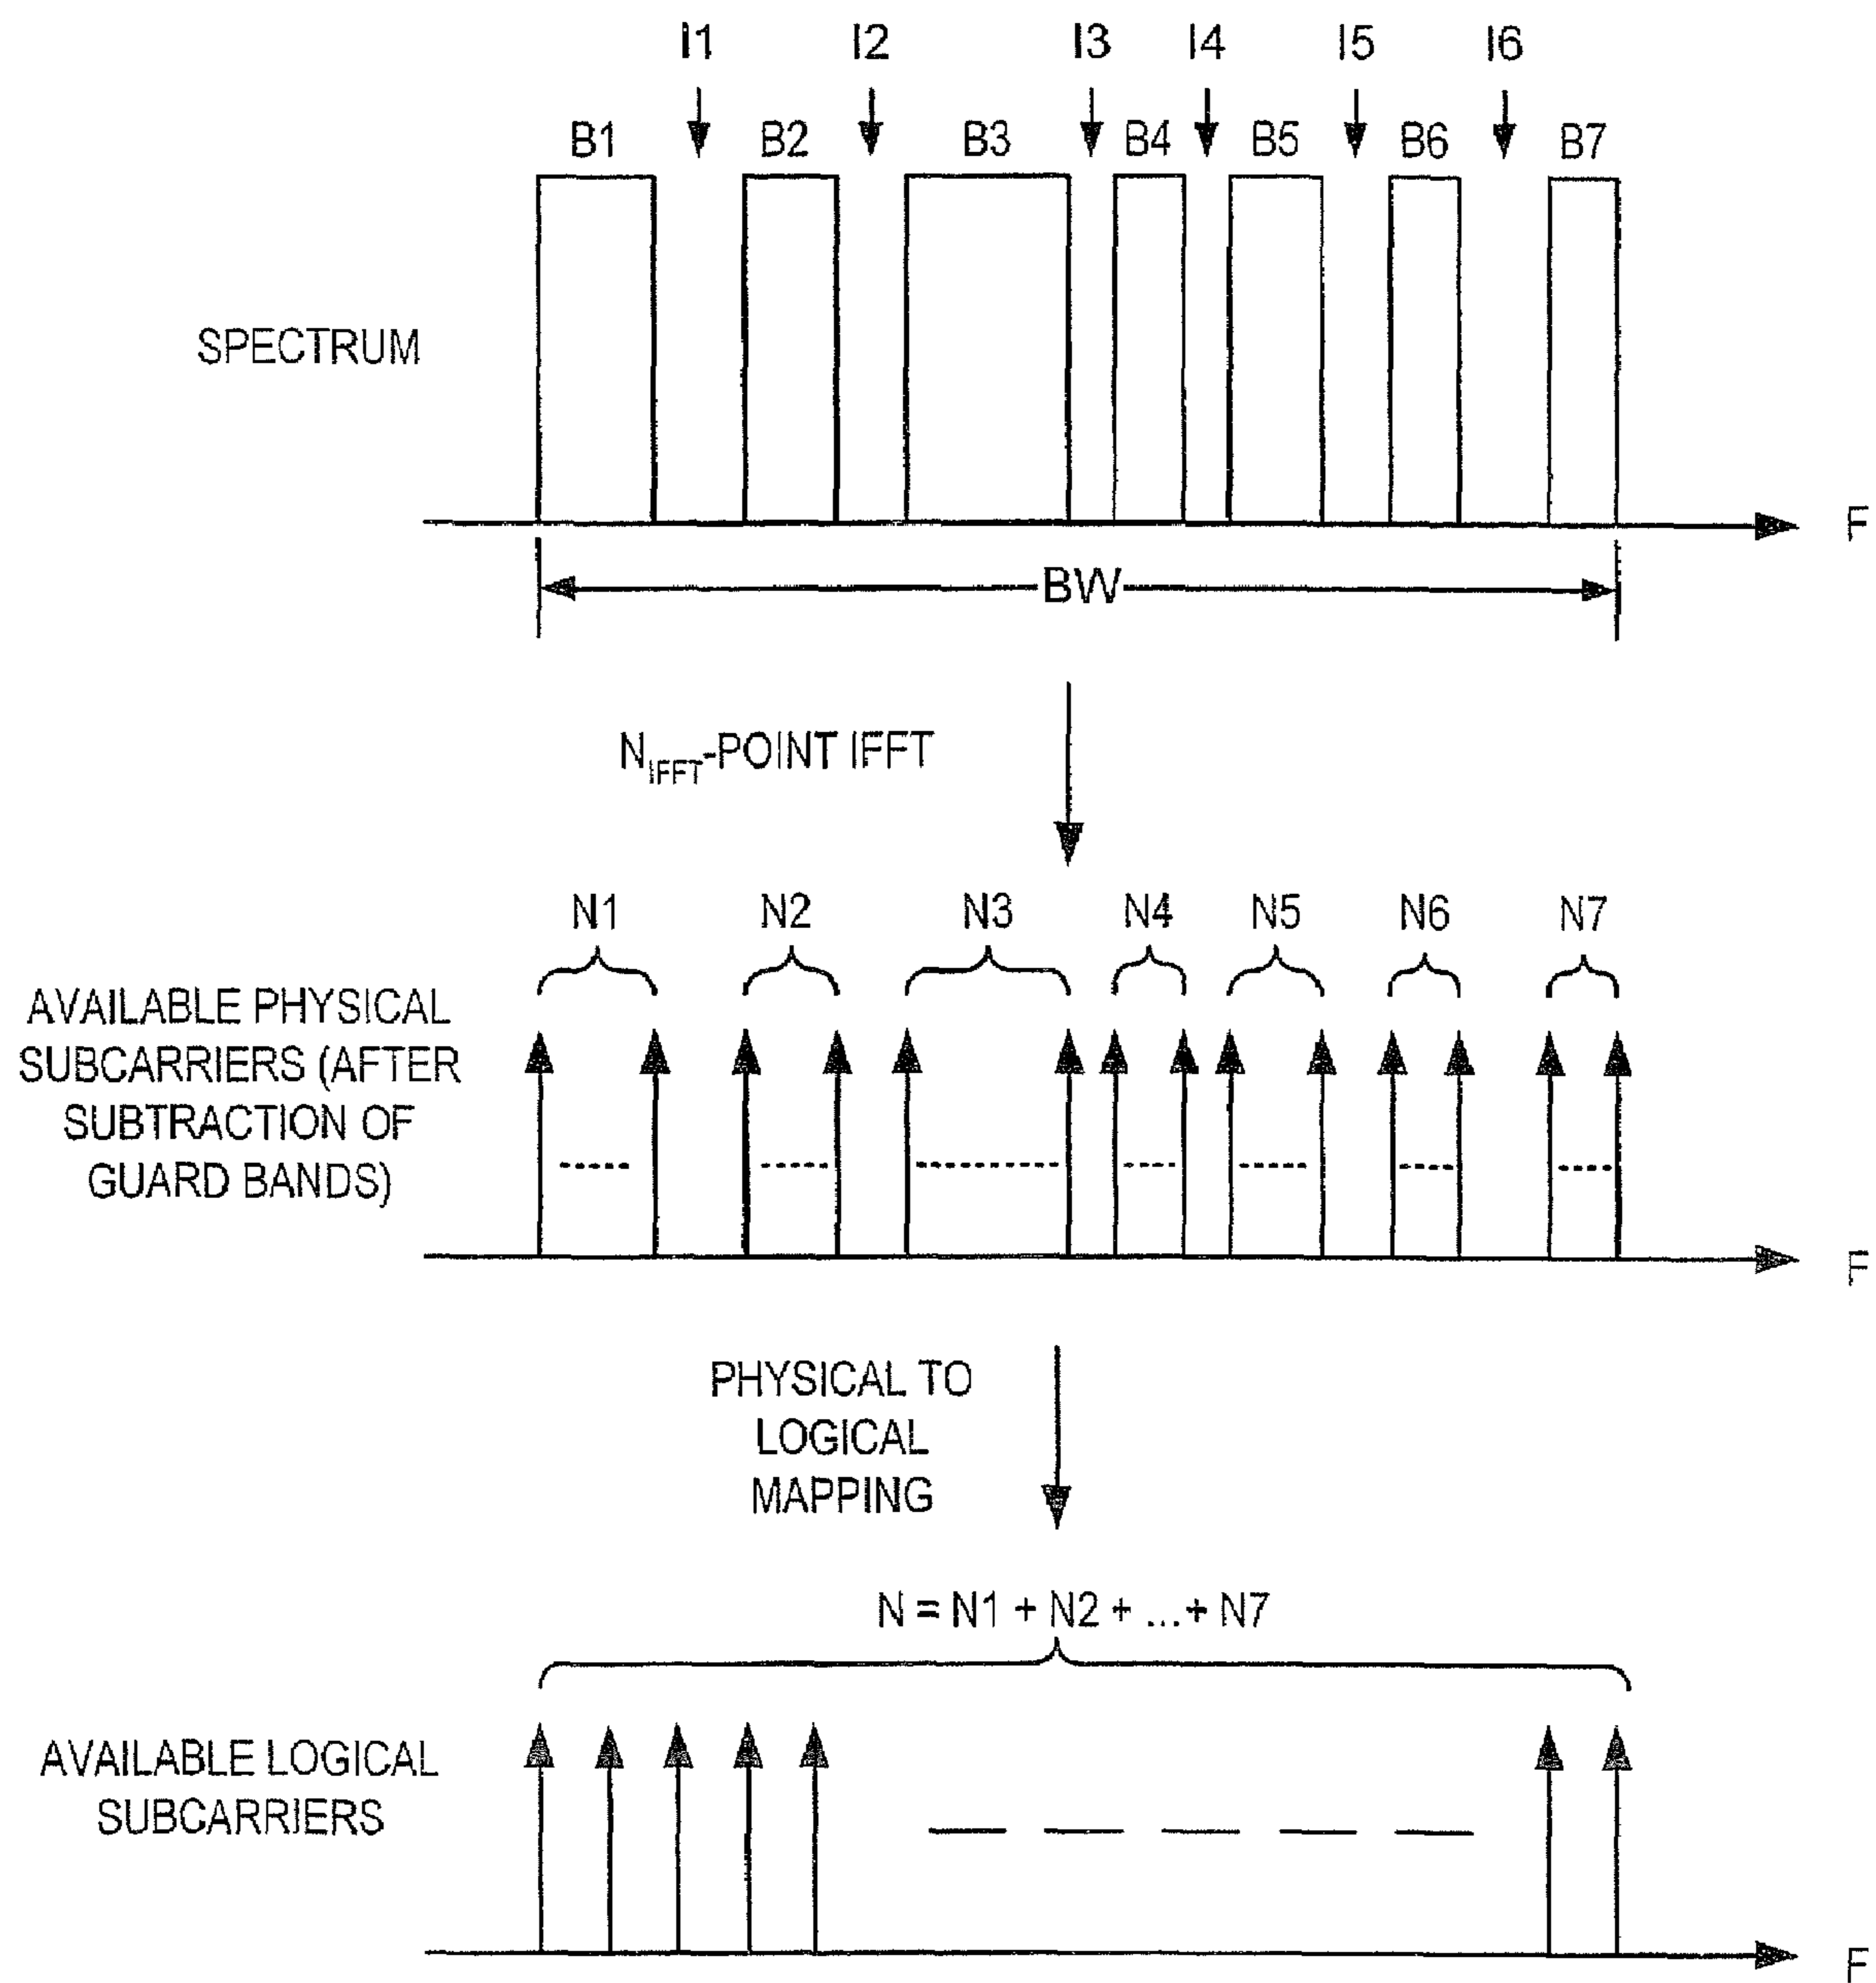 I1 I2 I3 I4 I5 I6
B1 B2 B3 B4 B5 B6 B7
SPECTRUM
F
BW
NIFFT-POINT IFFT
N1 N2 N3 N4 N5 N6 N7
AVAILABLE PHYSICAL
SUBCARRIERS (AFTER
SUBTRACTION OF
GUARD BANDS)
F
PHYSICAL TO
LOGICAL
MAPPING
N = N1 + N2 + ...+ N7
AVAILABLE LOGICAL
SUBCARRIERS
F